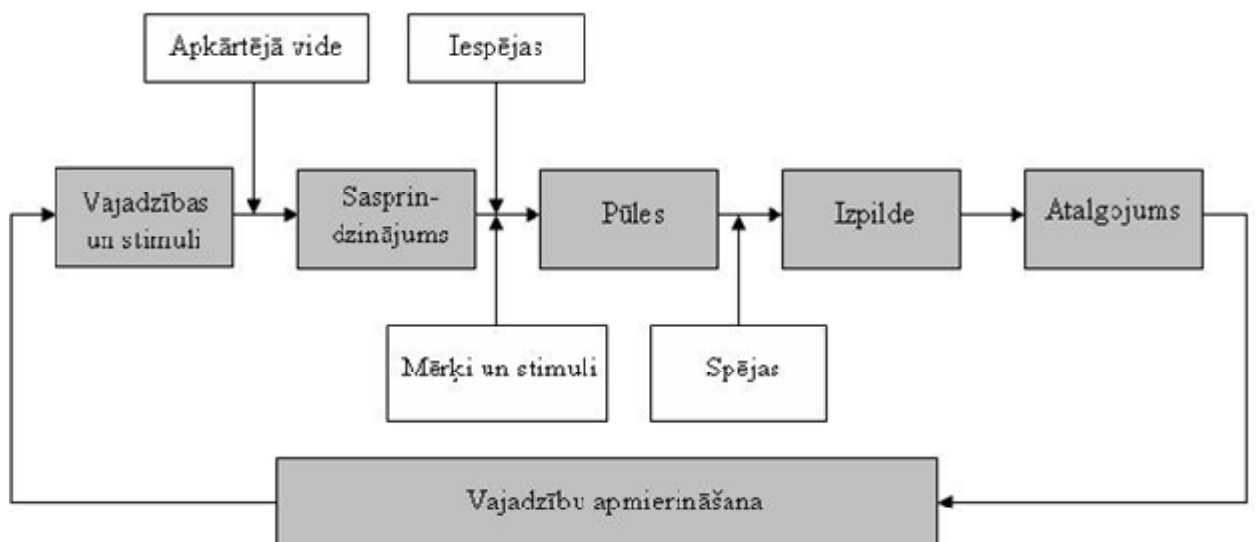 Apkārtējā vide
Iespējas
Vajadzības
un stimuli
Sasprin-
dzinājums
Pūles
Izpilde
Atalgojums
Mērķi un stimuli
Spējas
Vajadzību apmierināšana